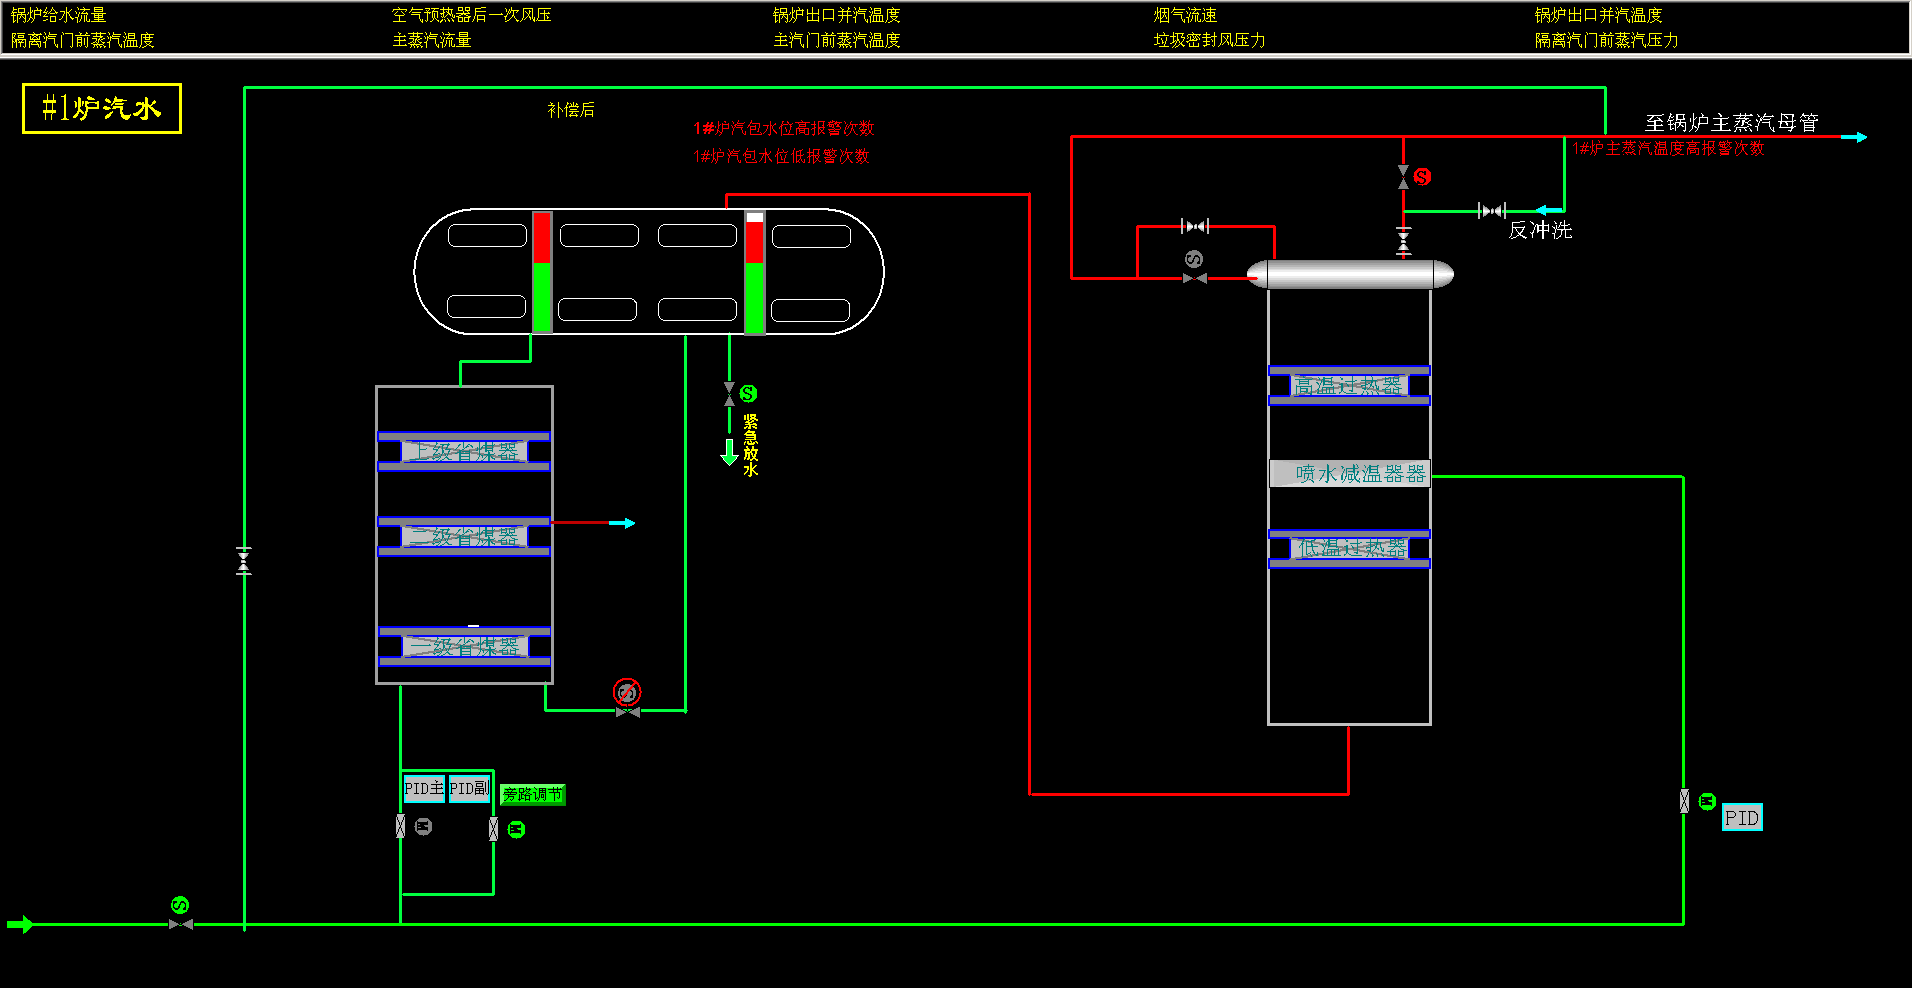 锅炉给水流量
空气预热器后一次风压
锅炉出口并汽温度
烟气流速
锅炉出口并汽温度
隔离汽门前蒸汽温度
主蒸汽流量
主汽门前蒸汽温度
垃圾密封风压力
隔离汽门前蒸汽压力
#1炉汽水
补偿后
1#炉汽包水位高报警次数
1#炉汽包水位低报警次数
至锅炉主蒸汽母管
1#炉主蒸汽温度高报警次数
S
反冲洗
S
高温过热器
S
紧急放水
三级省煤器
喷水减温器器
二级省煤器
低温过热器
一级省煤器
S
PID主
PID副
旁路调节
M
M
M
PID
S